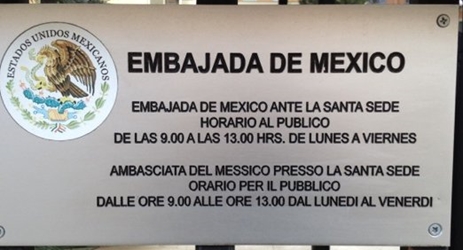 ESTADOS UNIDOS MEXICANOS
EMBAJADA DE MEXICO
EMBAJADA DE MEXICO ANTE LA SANTA SEDE
HORARIO AL PUBLICO
DE LAS 9.00 A LAS 13.00 HRS. DE LUNES A VIERNES
AMBASCIATA DEL MESSICO PRESSO LA SANTA SEDE
ORARIO PER IL PUBBLICO
DALLE ORE 9.00 ALLE ORE 13.00 DAL LUNEDI AL VENERDI